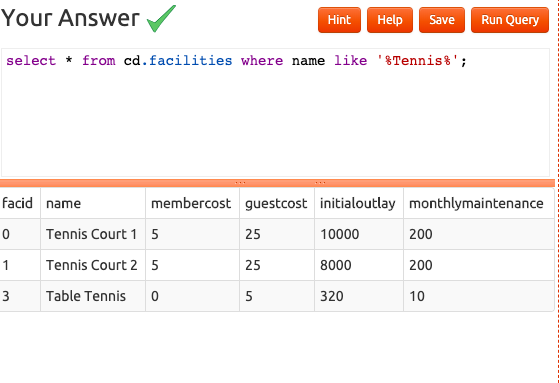 Your Answer Hint Help Save Run Query
select * from cd.facilities where name like '%Tennis%';
facid name membercost guestcost initialoutlay monthlymaintenance
0 Tennis Court 1 5 25 10000 200
1 Tennis Court 2 5 25 8000 200
3 Table Tennis 0 5 320 10